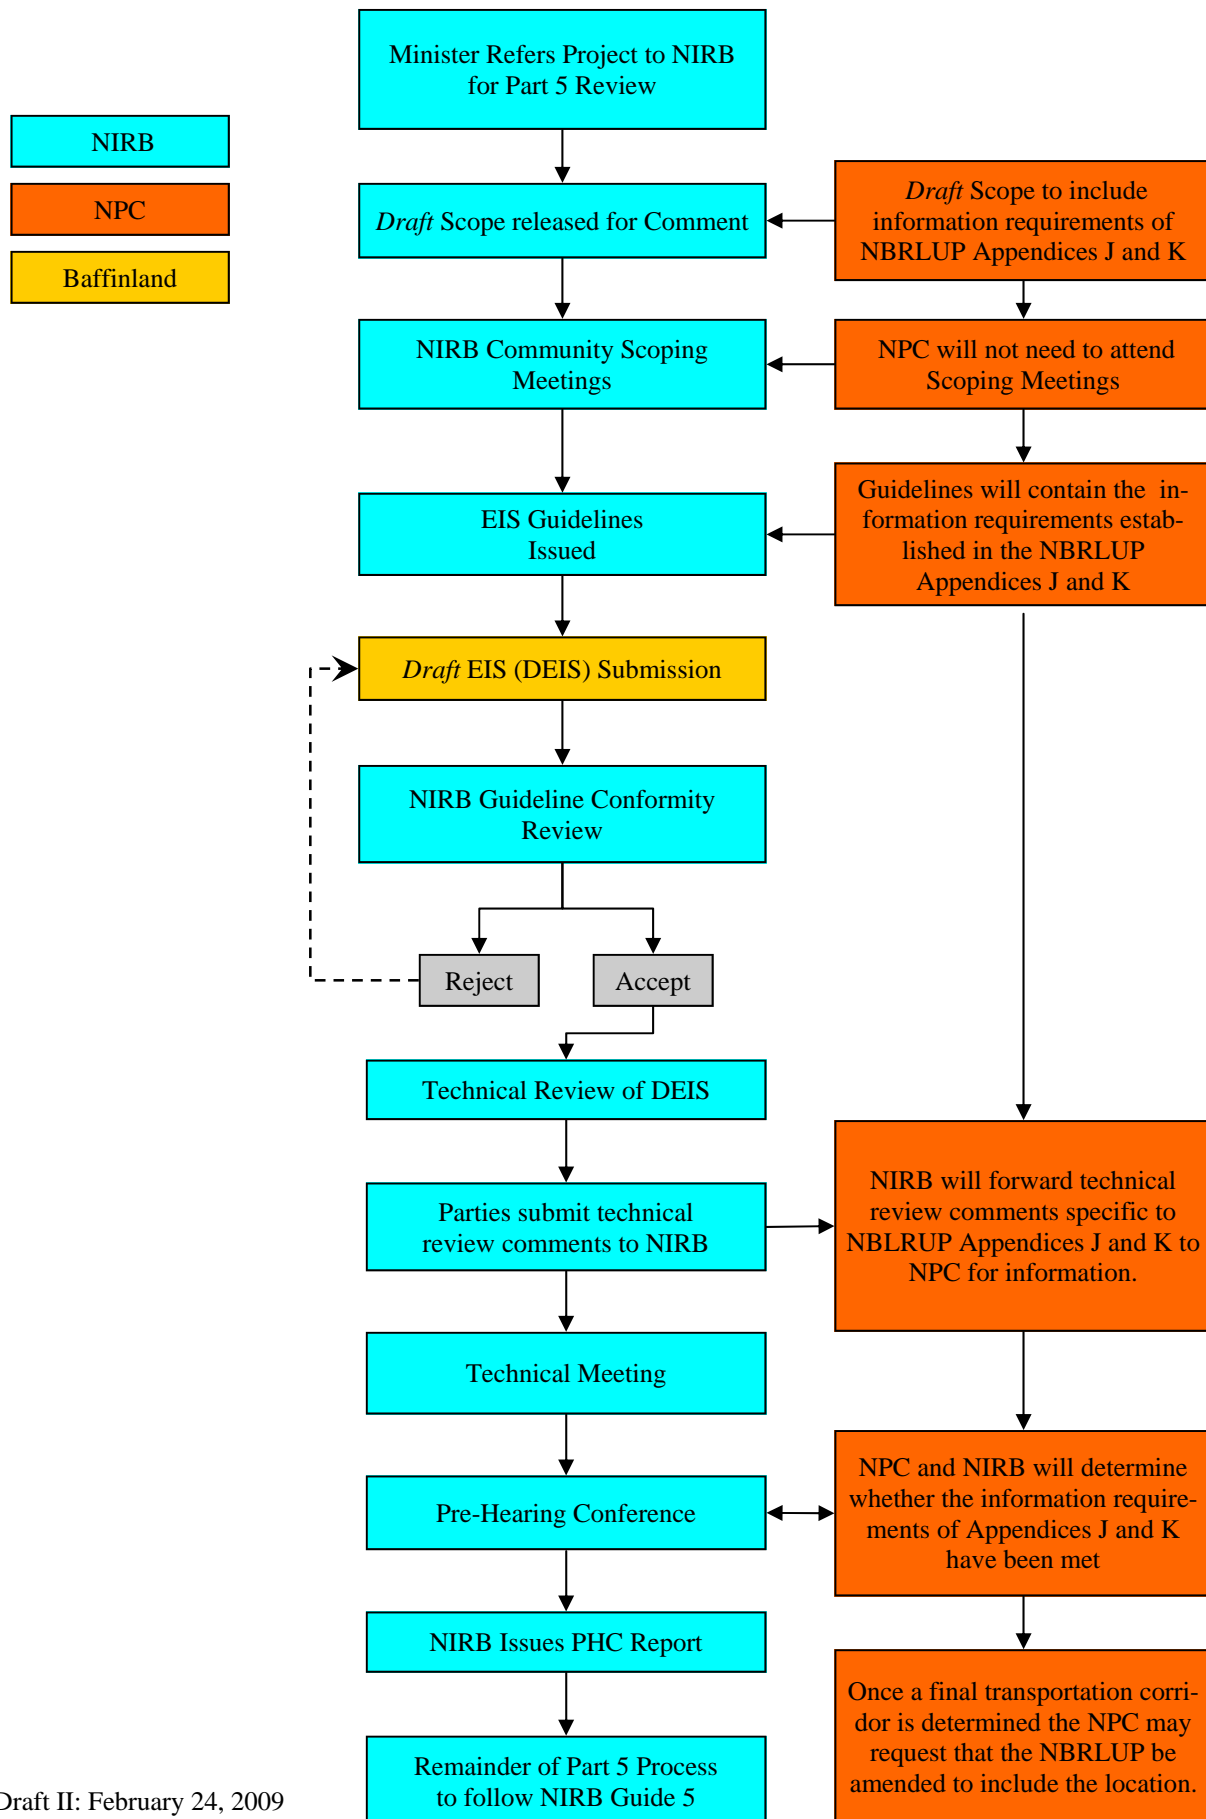 Minister Refers Project to NIRB
for Part 5 Review
NIRB
NPC
Baffinland
Draft Scope released for Comment
Draft Scope to include
information requirements of
NBRLUP Appendices J and K
NIRB Community Scoping
Meetings
NPC will not need to attend
Scoping Meetings
EIS Guidelines
Issued
Guidelines will contain the in-
formation requirements estab-
lished in the NBRLUP
Appendices J and K
Draft EIS (DEIS) Submission
NIRB Guideline Conformity
Review
Reject
Accept
Technical Review of DEIS
Parties submit technical
review comments to NIRB
NIRB will forward technical
review comments specific to
NBLRUP Appendices J and K to
NPC for information.
Technical Meeting
Pre-Hearing Conference
NPC and NIRB will determine
whether the information require-
ments of Appendices J and K
have been met
NIRB Issues PHC Report
Once a final transportation corri-
dor is determined the NPC may
request that the NBRLUP be
amended to include the location.
Remainder of Part 5 Process
to follow NIRB Guide 5
Draft II: February 24, 2009